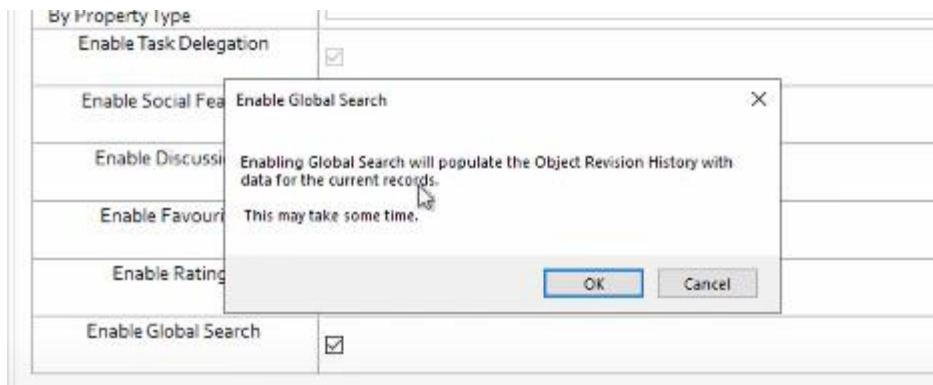 By Property Type
Enable Task Delegation
Enable Social Fea
Enable Global Search
Enable Discussi
Enabling Global Search will populate the Object Revision History with
data for the current records.
Enable Favouri
This may take some time.
Enable Rating
OK Cancel
Enable Global Search